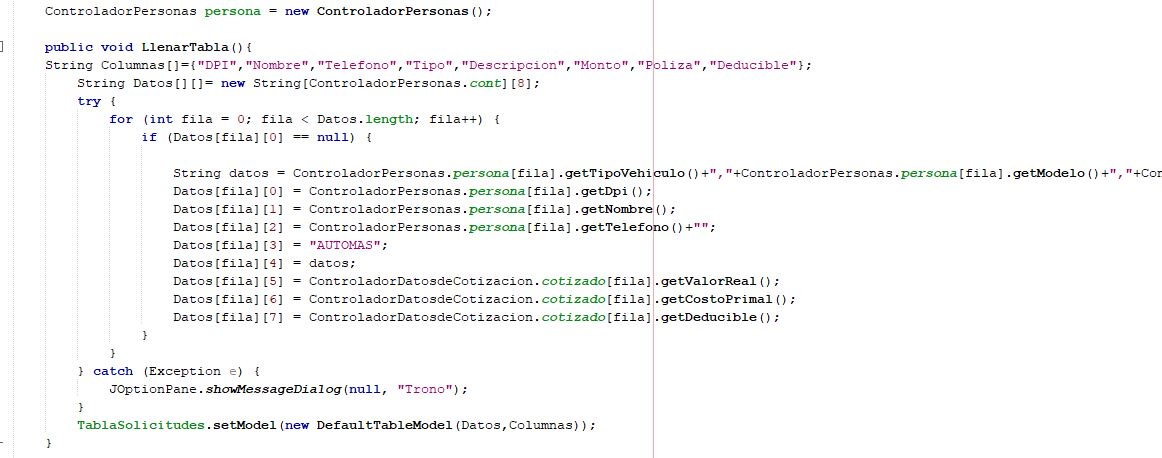 ControladorPersonas persona = new ControladorPersonas();
public void LlenarTabla(){
String Columnas[]={"DPI","Nombre","Telefono","Tipo","Descripcion","Monto","Poliza","Deducible"};
String Datos[][]= new String[ControladorPersonas.cont][8];
try {
for (int fila = 0; fila < Datos.length; fila++) {
if (Datos[fila][0] == null) {
String datos = ControladorPersonas.persona[fila].getTipoVehiculo()+","+ControladorPersonas.persona[fila].getModelo()+","+Con
Datos[fila][0] = ControladorPersonas.persona[fila].getDpi();
Datos[fila][1] = ControladorPersonas.persona[fila].getNombre();
Datos[fila][2] = ControladorPersonas.persona[fila].getTelefono()+"";
Datos[fila][3] = "AUTOMAS";
Datos[fila][4] = datos;
Datos[fila][5] = ControladorDatosdeCotizacion.cotizado[fila].getValorReal();
Datos[fila][6] = ControladorDatosdeCotizacion.cotizado[fila].getCostoPrimal();
Datos[fila][7] = ControladorDatosdeCotizacion.cotizado[fila].getDeducible();
}
}
} catch (Exception e) {
JOptionPane.showMessageDialog(null, "Trono");
}
TablaSolicitudes.setModel(new DefaultTableModel(Datos,Columnas));
}